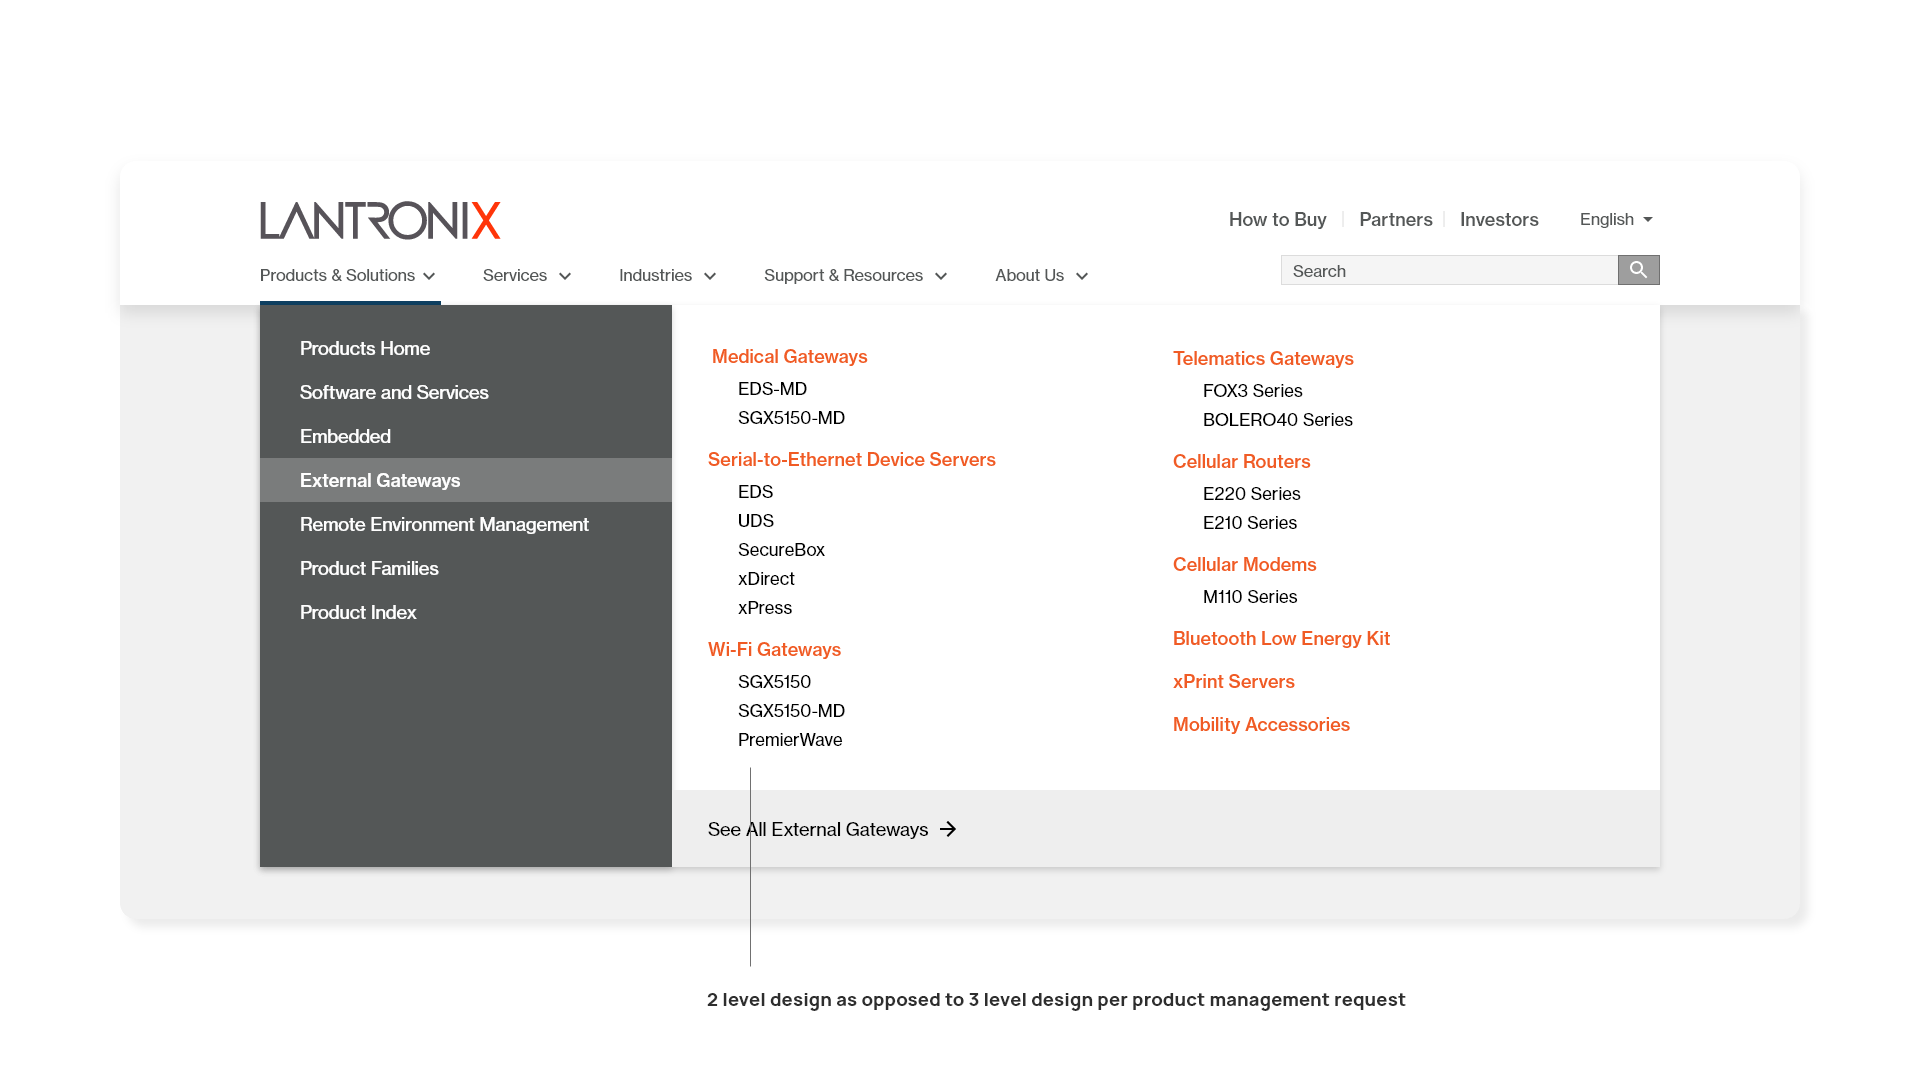 LANTRONIX
How to Buy
Partners
Investors
English
Products & Solutions
Services
Industries
Support & Resources
About Us
Search
Products Home
Software and Services
Embedded
External Gateways
Remote Environment Management
Product Families
Product Index
Medical Gateways
EDS-MD
SGX5150-MD
Serial-to-Ethernet Device Servers
EDS
UDS
SecureBox
xDirect
xPress
Wi-Fi Gateways
SGX5150
SGX5150-MD
PremierWave
Telematics Gateways
FOX3 Series
BOLERO40 Series
Cellular Routers
E220 Series
E210 Series
Cellular Modems
M110 Series
Bluetooth Low Energy Kit
xPrint Servers
Mobility Accessories
See All External Gateways
2 level design as opposed to 3 level design per product management request